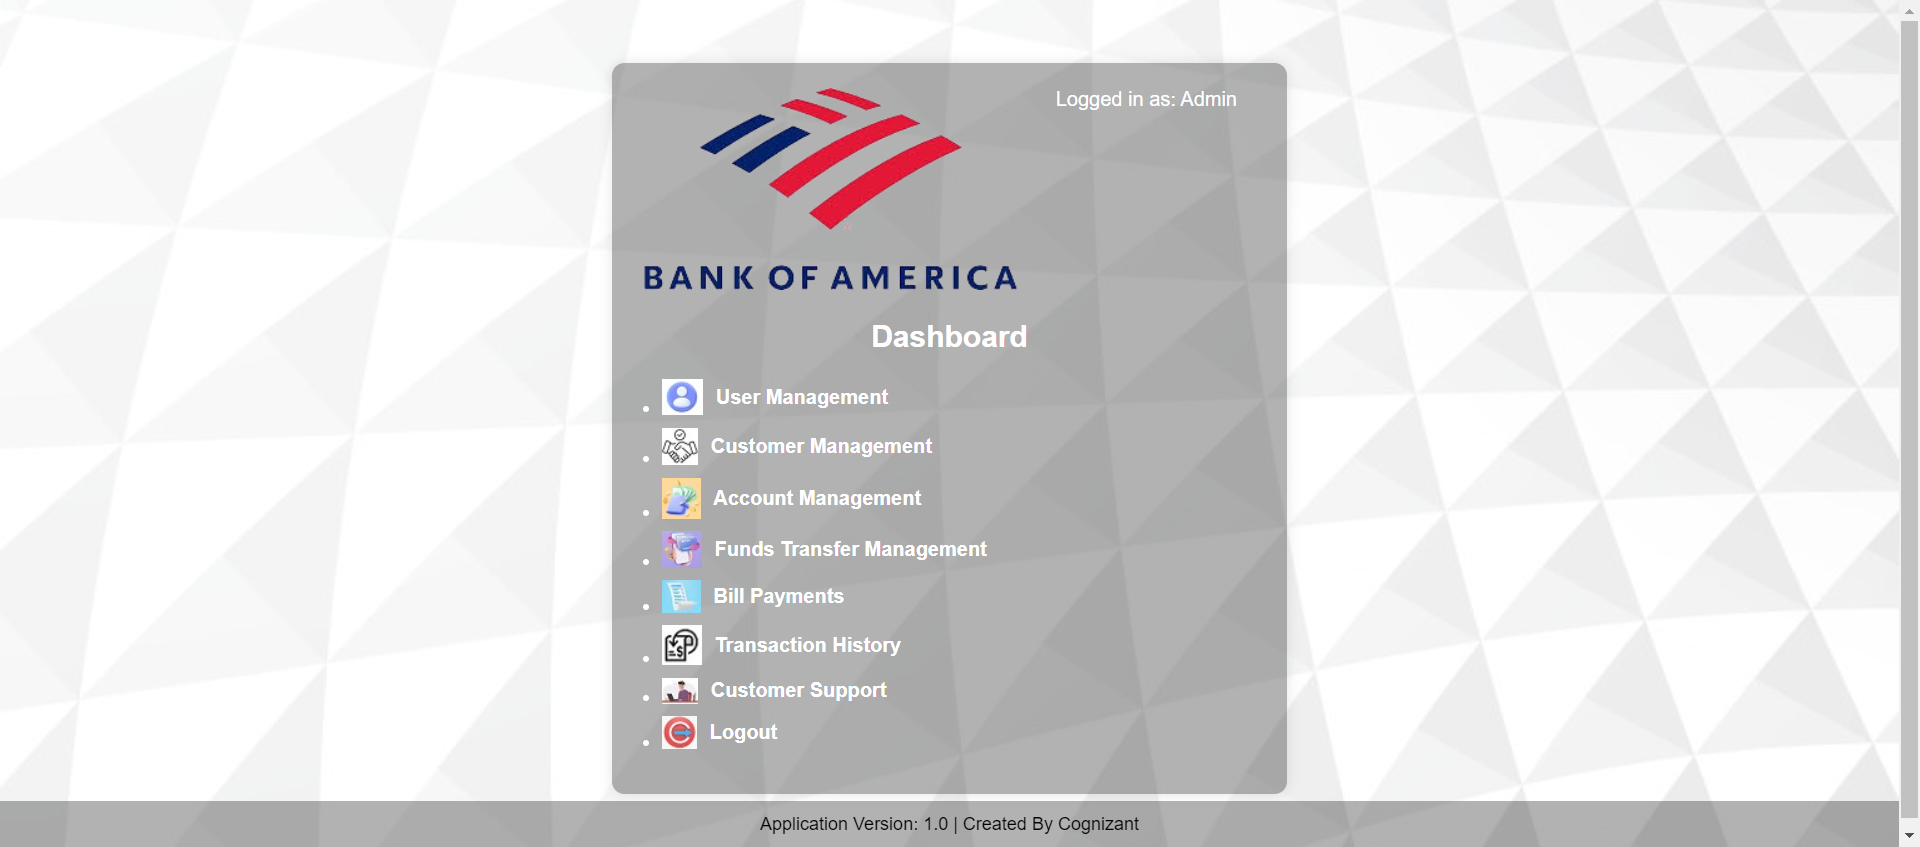 Logged in as: Admin
BANK OF AMERICA
Dashboard
User Management
Customer Management
Account Management
Funds Transfer Management
Bill Payments
Transaction History
Customer Support
Logout
Application Version: 1.0 | Created By Cognizant